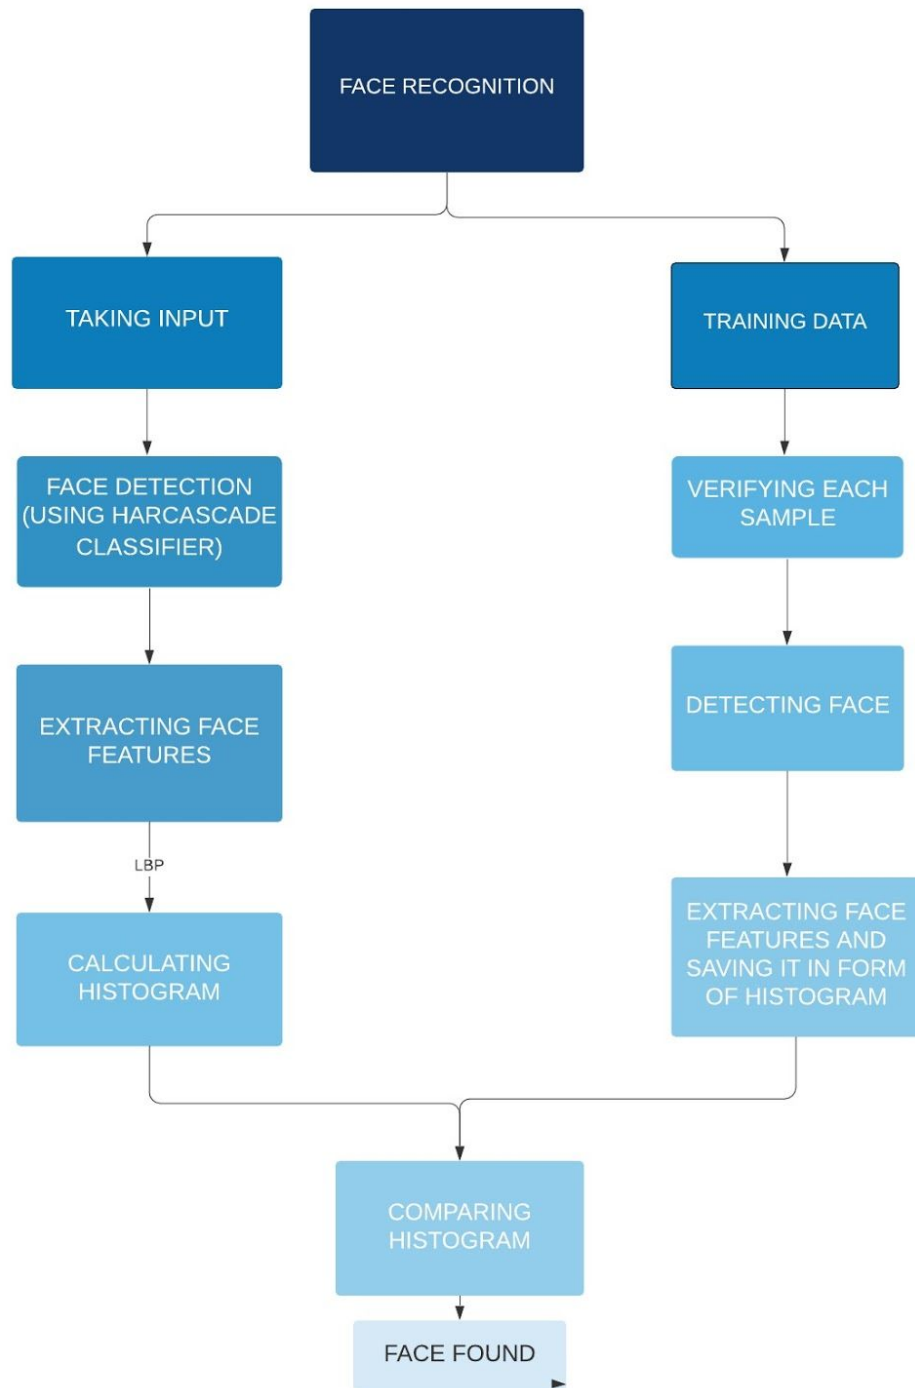 FACE RECOGNITION
TAKING INPUT
TRAINING DATA
FACE DETECTION
(USING HARCASCADE
CLASSIFIER)
VERIFYING EACH
SAMPLE
EXTRACTING FACE
FEATURES
DETECTING FACE
LBP
CALCULATING
HISTOGRAM
EXTRACTING FACE
FEATURES AND
SAVING IT IN FORM
OF HISTOGRAM
COMPARING
HISTOGRAM
FACE FOUND